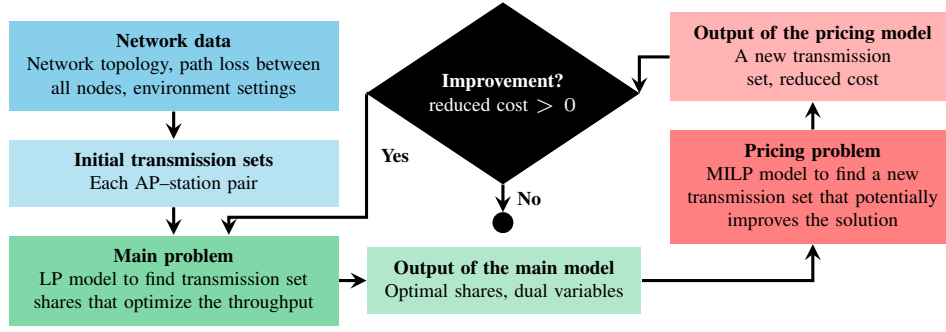 Network data
Network topology, path loss between
all nodes, environment settings
Initial transmission sets
Each AP–station pair
Main problem
LP model to find transmission set
shares that optimize the throughput
Output of the main model
Optimal shares, dual variables
Pricing problem
MILP model to find a new
transmission set that potentially
improves the solution
Output of the pricing model
A new transmission
set, reduced cost
Improvement?
reduced cost > 0
Yes
No